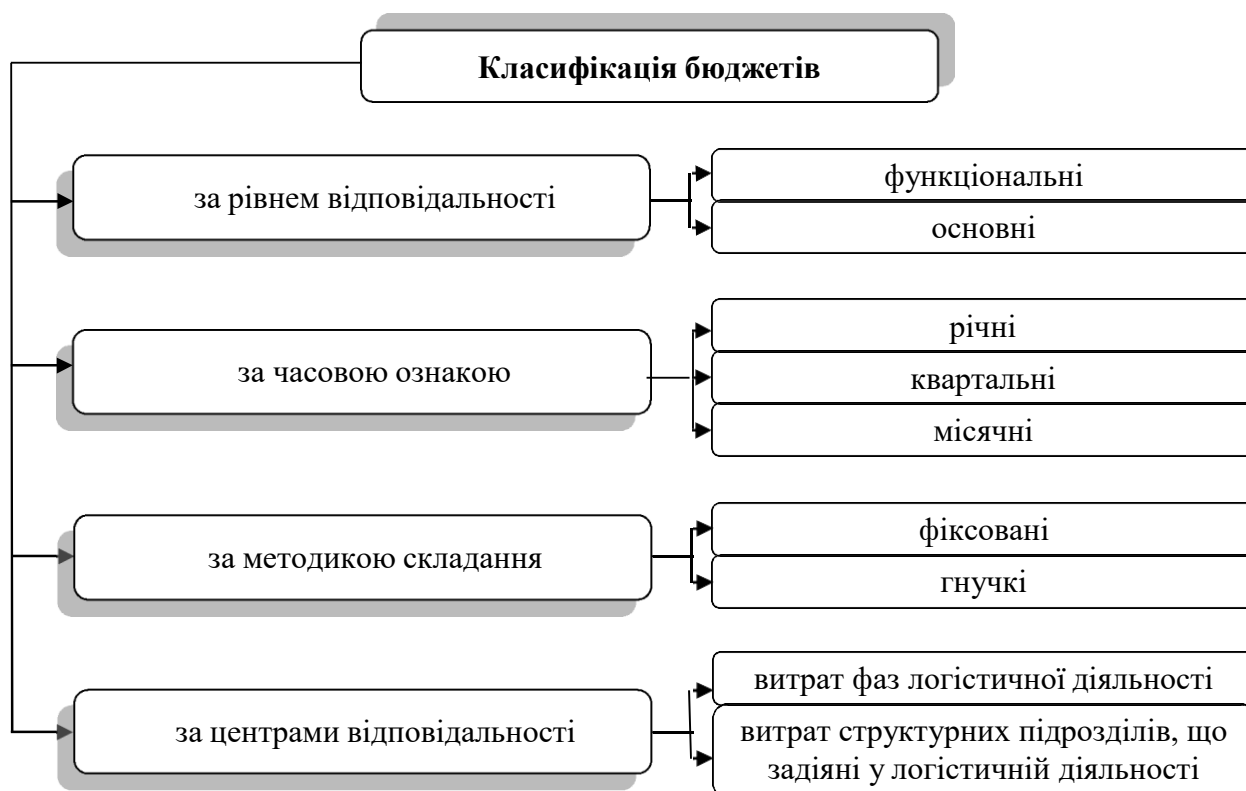 Класифікація бюджетів
за рівнем відповідальності
функціональні
основні
за часовою ознакою
річні
квартальні
місячні
за методикою складання
фіксовані
гнучкі
за центрами відповідальності
витрат фаз логістичної діяльності
витрат структурних підрозділів, що
задіяні у логістичній діяльності